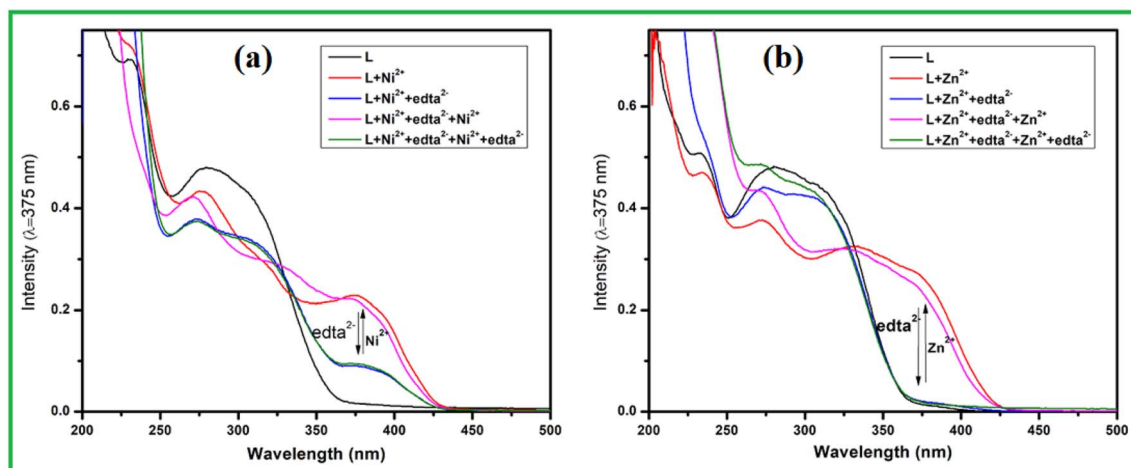 (a)
L
L+Ni²⁺
L+Ni²⁺+edta²⁻
L+Ni²⁺+edta²⁻+Ni²⁺
L+Ni²⁺+edta²⁻+Ni²⁺+edta²⁻
Intensity (λ=375 nm)
0.6
0.4
0.2
0.0
edta²⁻
Ni²⁺
200 250 300 350 400 450 500
Wavelength (nm)
(b)
L
L+Zn²⁺
L+Zn²⁺+edta²⁻
L+Zn²⁺+edta²⁻+Zn²⁺
L+Zn²⁺+edta²⁻+Zn²⁺+edta²⁻
Intensity (λ=375 nm)
0.6
0.4
0.2
0.0
edta²⁻
Zn²⁺
200 250 300 350 400 450 500
Wavelength (nm)